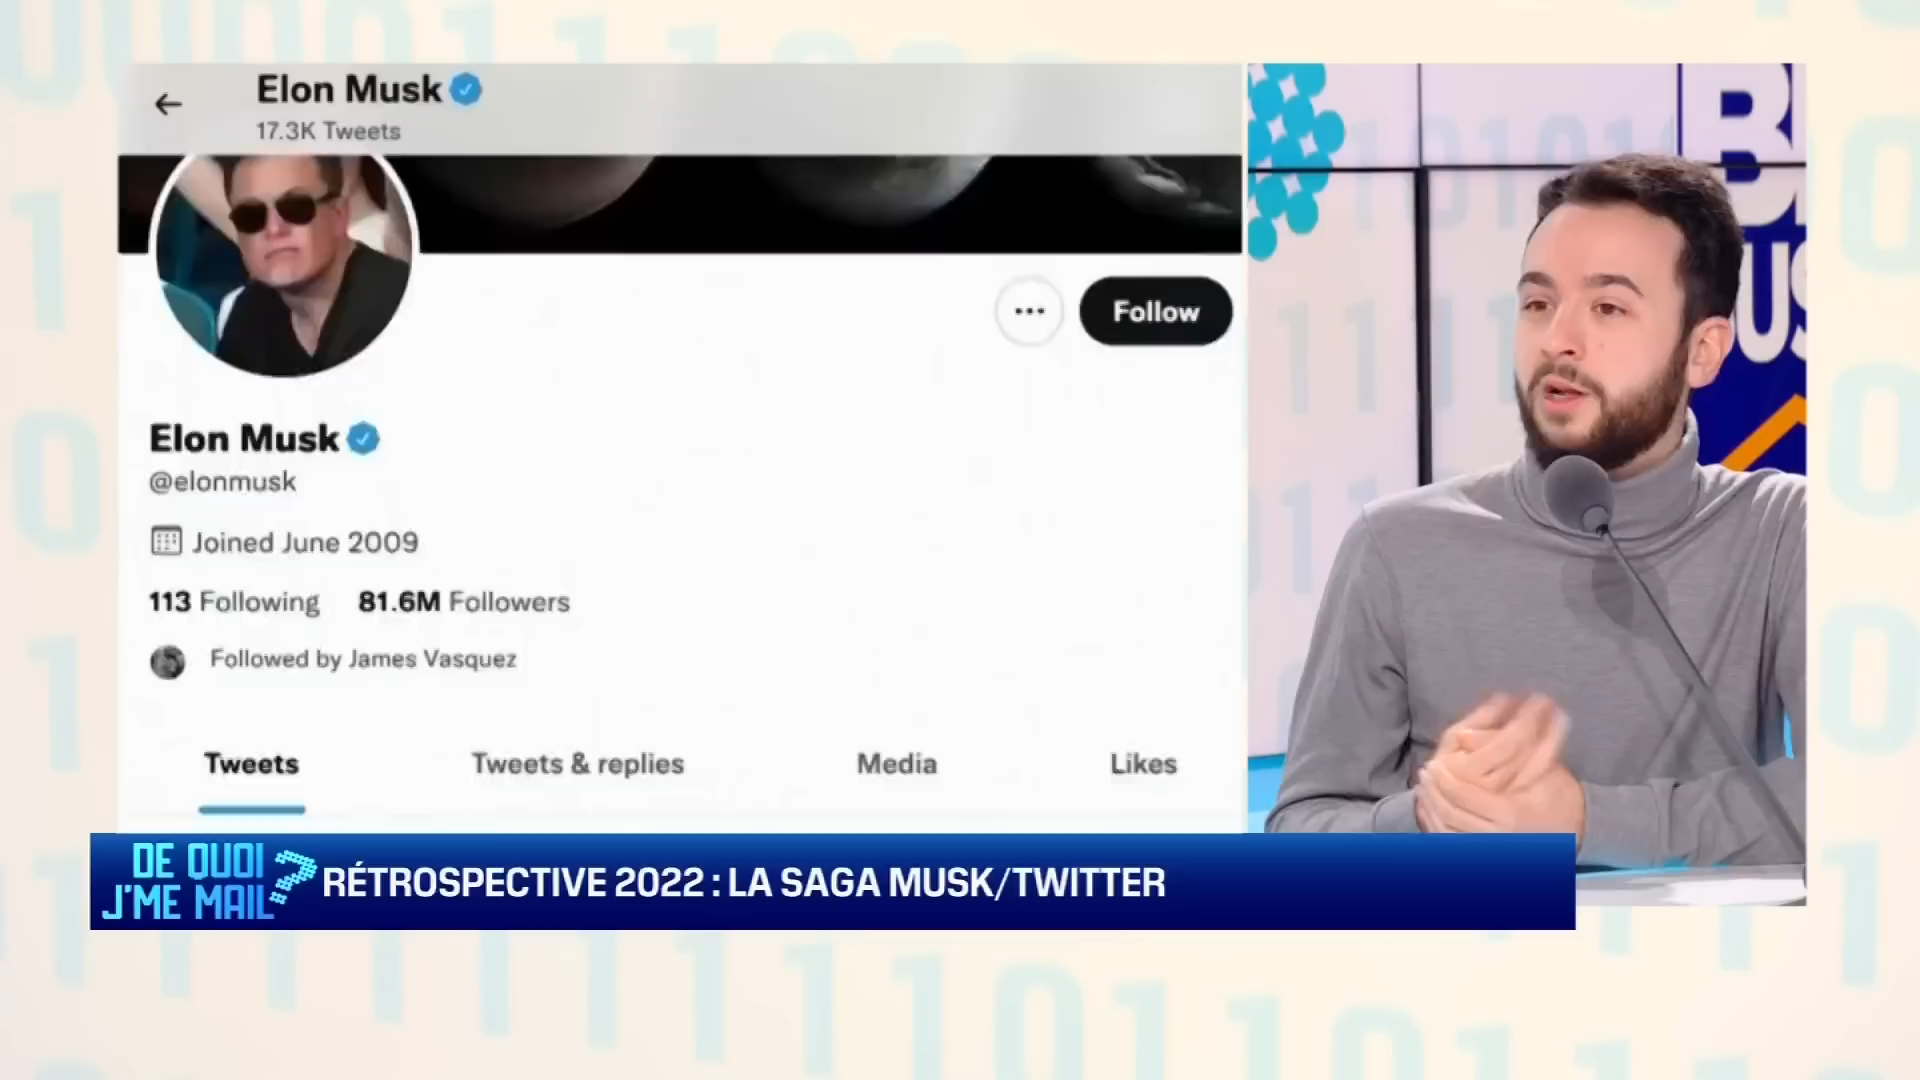 Elon Musk
17.3K Tweets
Follow
Elon Musk
@elonmusk
Joined June 2009
113 Following 81.6M Followers
Followed by James Vasquez
Tweets Tweets & replies Media Likes
DE QUOI
J'ME MAIL ?
RÉTROSPECTIVE 2022 : LA SAGA MUSK/TWITTER